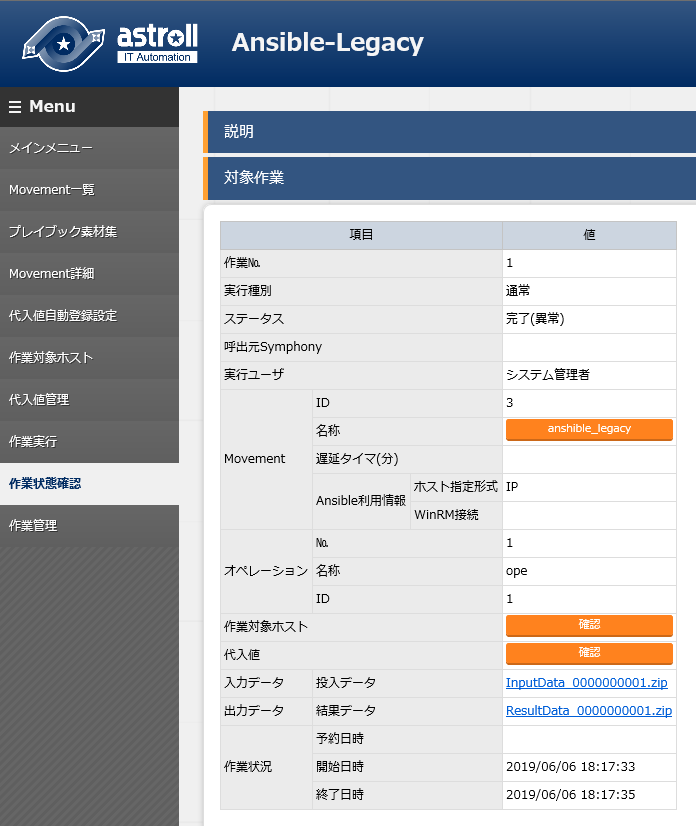 astroll
IT Automation
Ansible-Legacy
Menu
メインメニュー
Movement一覧
プレイブック素材集
Movement詳細
代入値自動登録設定
作業対象ホスト
代入値管理
作業実行
作業状態確認
作業管理
説明
対象作業
項目 値
作業№ 1
実行種別 通常
ステータス 完了(異常)
呼出元Symphony
実行ユーザ システム管理者
Movement
ID 3
名称 anshible_legacy
遅延タイマ(分)
Ansible利用情報
ホスト指定形式 IP
WinRM接続
オペレーション
№ 1
名称 ope
ID 1
作業対象ホスト 確認
代入値 確認
入力データ 投入データ InputData_0000000001.zip
出力データ 結果データ ResultData_0000000001.zip
作業状況
予約日時
開始日時 2019/06/06 18:17:33
終了日時 2019/06/06 18:17:35